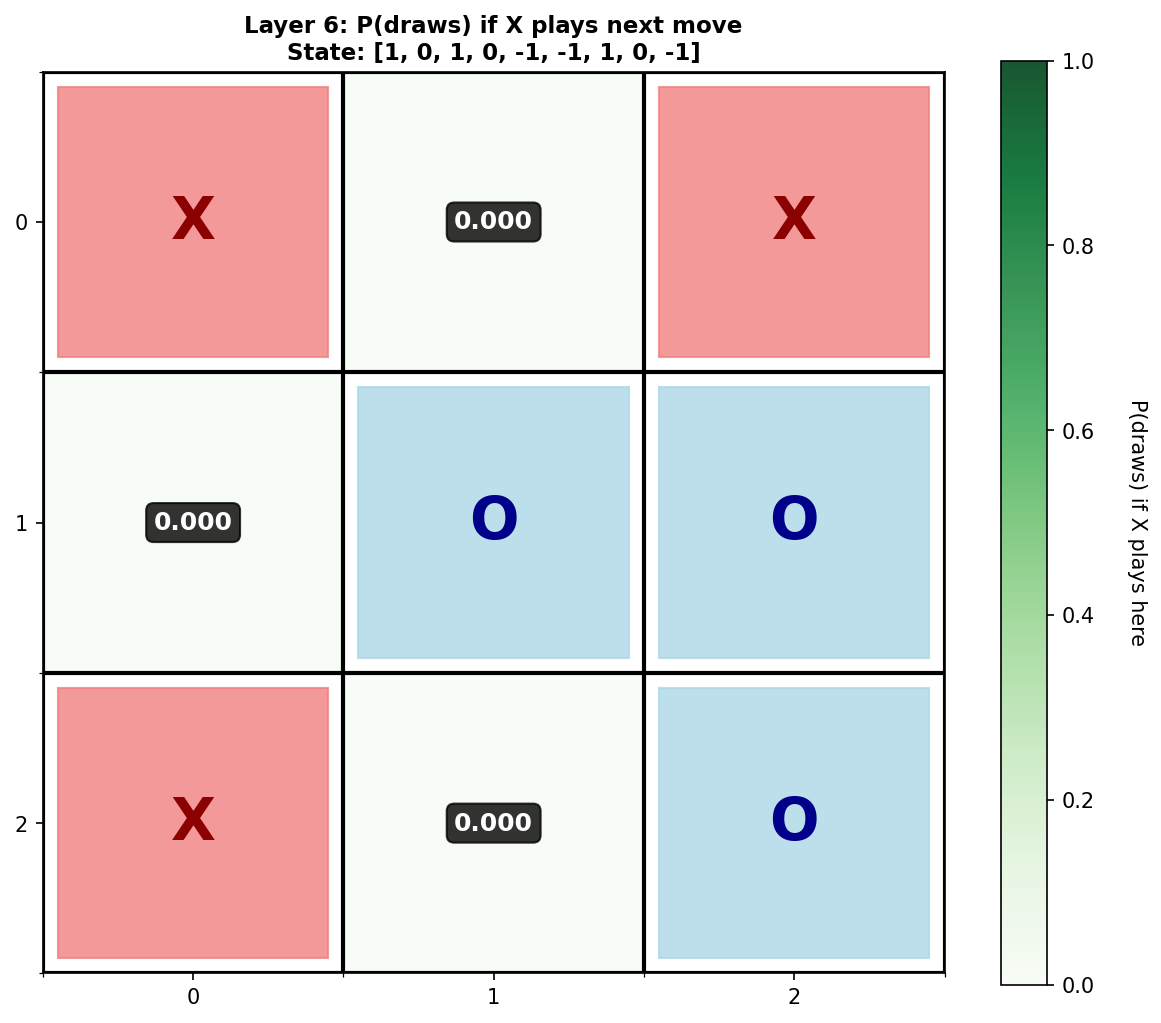 Layer 6: P(draws) if X plays next move
State: [1, 0, 1, 0, -1, -1, 1, 0, -1]
X 0.000 X
0.000 O O
X 0.000 O
0
1
2
0 1 2
1.0
0.8
0.6
0.4
0.2
0.0
P(draws) if X plays here